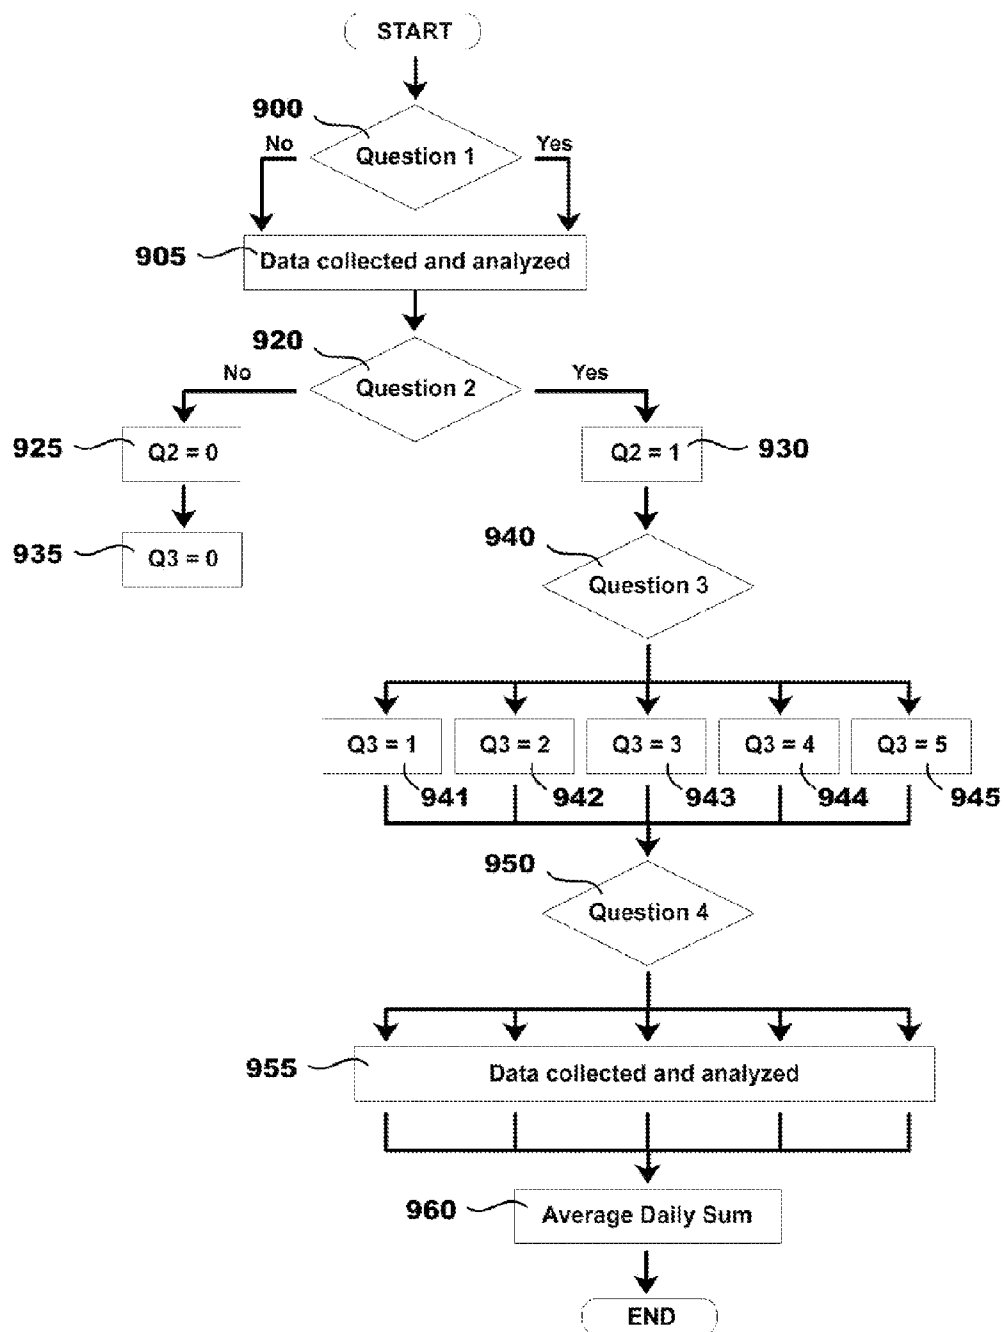 START
900
No
Question 1
Yes
905
Data collected and analyzed
920
No
Question 2
Yes
925
Q2 = 0
Q2 = 1
930
935
Q3 = 0
940
Question 3
Q3 = 1
Q3 = 2
Q3 = 3
Q3 = 4
Q3 = 5
941
942
943
944
945
950
Question 4
955
Data collected and analyzed
960
Average Daily Sum
END